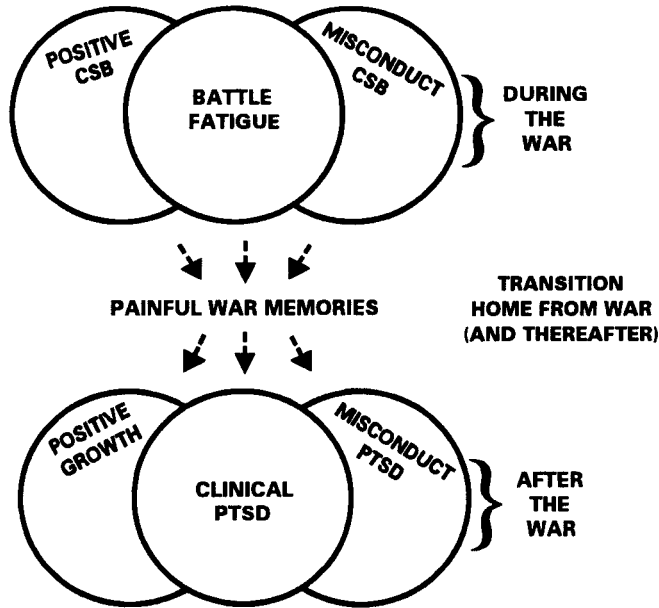 POSITIVE
CSB
BATTLE
FATIGUE
MISCONDUCT
CSB
DURING
THE
WAR
PAINFUL WAR MEMORIES
TRANSITION
HOME FROM WAR
(AND THEREAFTER)
POSITIVE
GROWTH
CLINICAL
PTSD
MISCONDUCT
PTSD
AFTER
THE
WAR